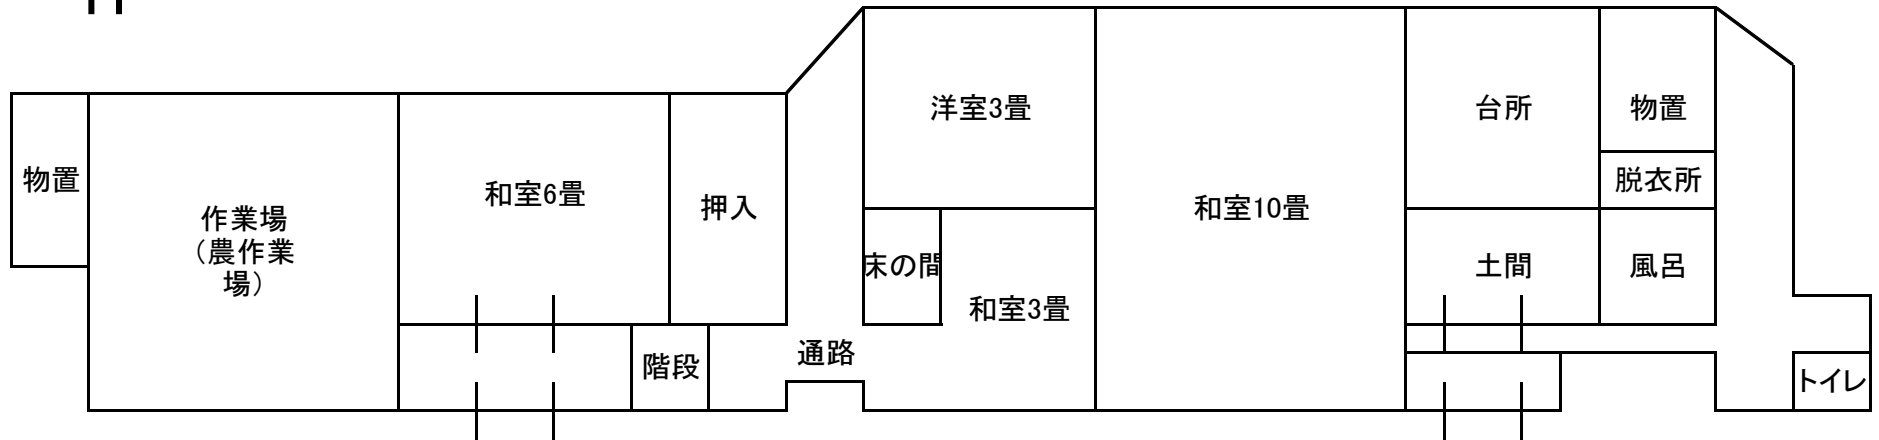 物置
作業場
（農作業
場）
和室6畳
押入
階段
通路
洋室3畳
床の間
和室3畳
和室10畳
台所
物置
脱衣所
土間
風呂
トイレ